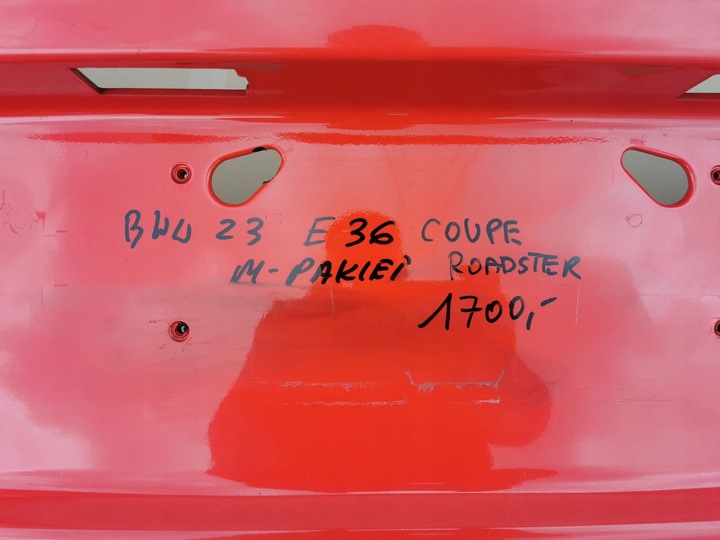 BMW Z3 E36 COUPE
M-PAKIET ROADSTER
1700,-